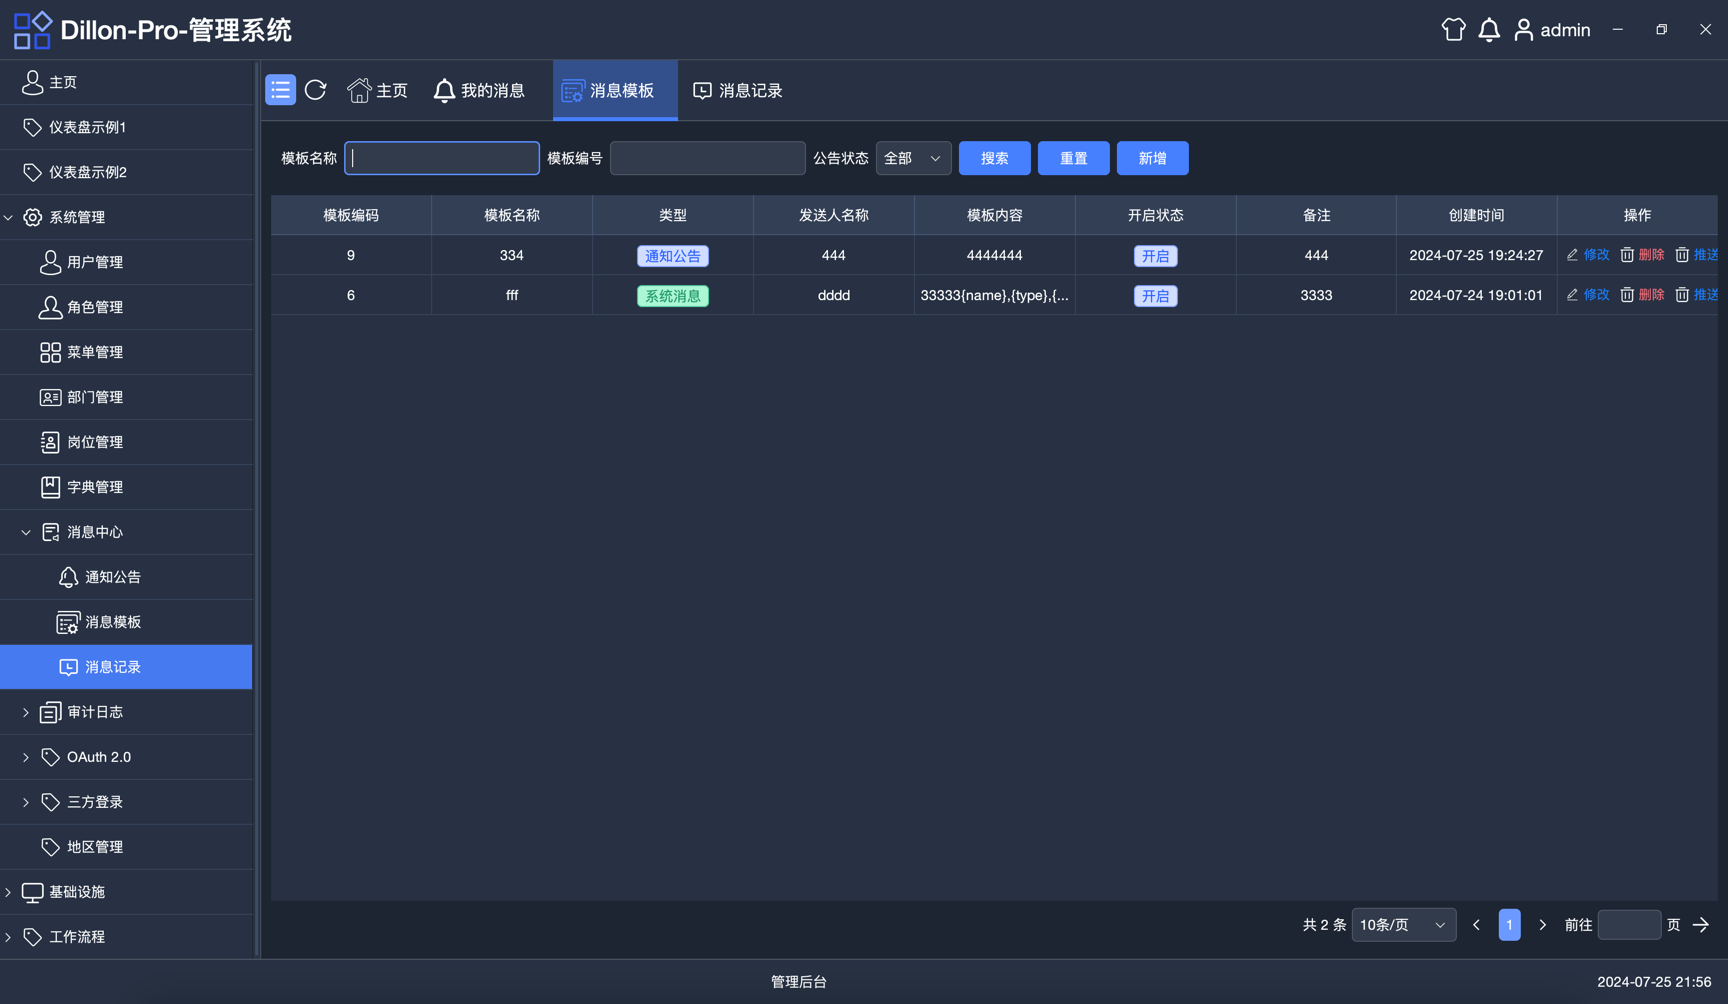 Dillon-Pro-管理系统
admin
主页
仪表盘示例1
仪表盘示例2
系统管理
用户管理
角色管理
菜单管理
部门管理
岗位管理
字典管理
消息中心
通知公告
消息模板
消息记录
审计日志
OAuth 2.0
三方登录
地区管理
基础设施
工作流程
主页 我的消息 消息模板 消息记录
模板名称 模板编号 公告状态 全部 搜索 重置 新增
模板编码 模板名称 类型 发送人名称 模板内容 开启状态 备注 创建时间 操作
9 334 通知公告 444 4444444 开启 444 2024-07-25 19:24:27 修改 删除 推送
6 fff 系统消息 dddd 33333{name},{type},{... 开启 3333 2024-07-24 19:01:01 修改 删除 推送
共 2 条 10条/页 1 前往 页
管理后台
2024-07-25 21:56